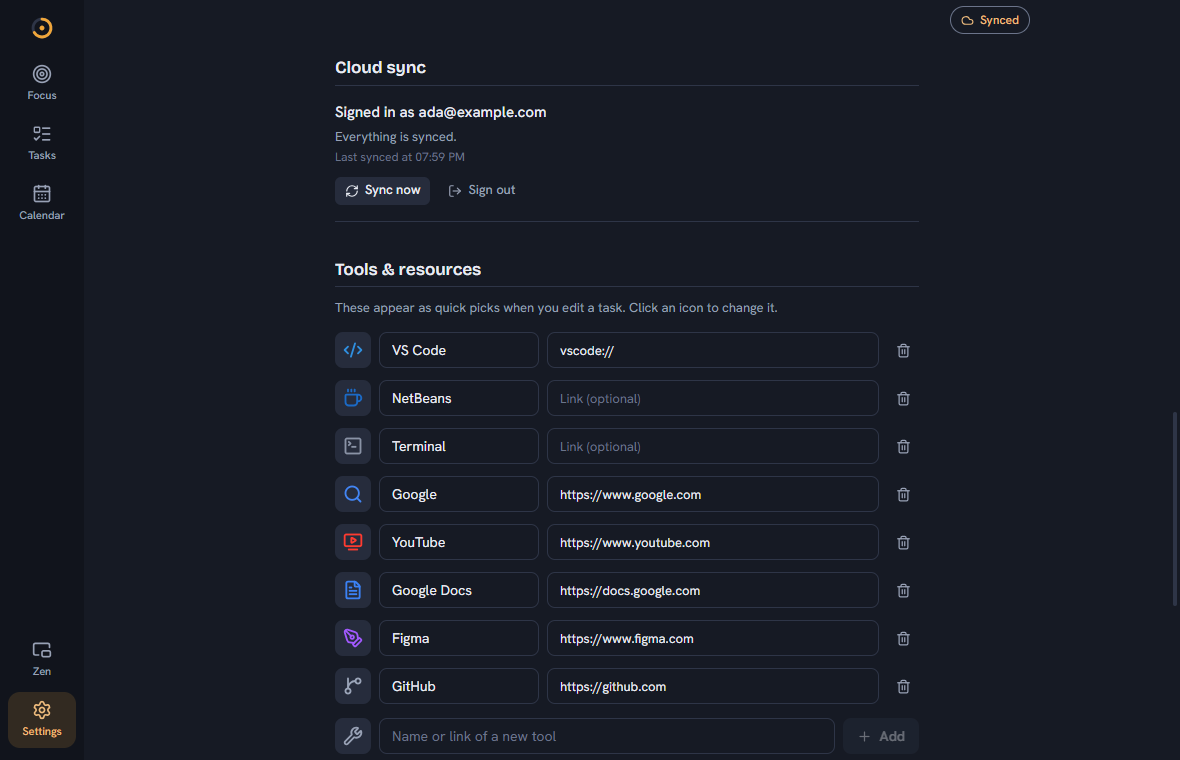 Synced
Focus
Tasks
Calendar
Zen
Settings
Cloud sync
Signed in as ada@example.com
Everything is synced.
Last synced at 07:59 PM
Sync now
Sign out
Tools & resources
These appear as quick picks when you edit a task. Click an icon to change it.
VS Code vscode://
NetBeans Link (optional)
Terminal Link (optional)
Google https://www.google.com
YouTube https://www.youtube.com
Google Docs https://docs.google.com
Figma https://www.figma.com
GitHub https://github.com
Name or link of a new tool + Add